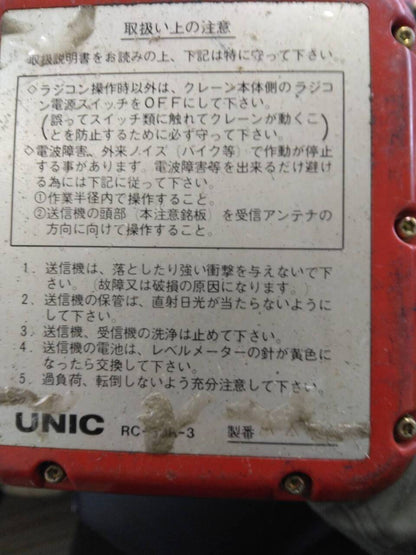 取扱い上の注意
取扱説明書をお読みの上、下記は特に守って下さい。
◇ラジコン操作時以外は、クレーン本体側のラジコ
ン電源スイッチをOFFにして下さい。
(誤ってスイッチ類に触れてクレーンが動くこ
とを防止するために必ず守って下さい。)
◇電波障害、外来ノイズ(バイク等)で作動が停止
する事があります。電波障害等を出来るだけ避け
る為には下記に従って下さい。
①作業半径内で操作すること。
②送信機の頭部(本注意銘板)を受信アンテナの
方向に向けて操作すること。
1. 送信機は、落としたり強い衝撃を与えないで下
さい。(故障又は破損の原因になります。)
2. 送信機の保管は、直射日光が当たらないように
して下さい。
3. 送信機、受信機の洗浄は止めて下さい。
4. 送信機の電池は、レベルメーターの針が黄色に
なったら交換して下さい。
5. 過負荷、転倒しないよう充分注意して下さい。
UNIC 製番